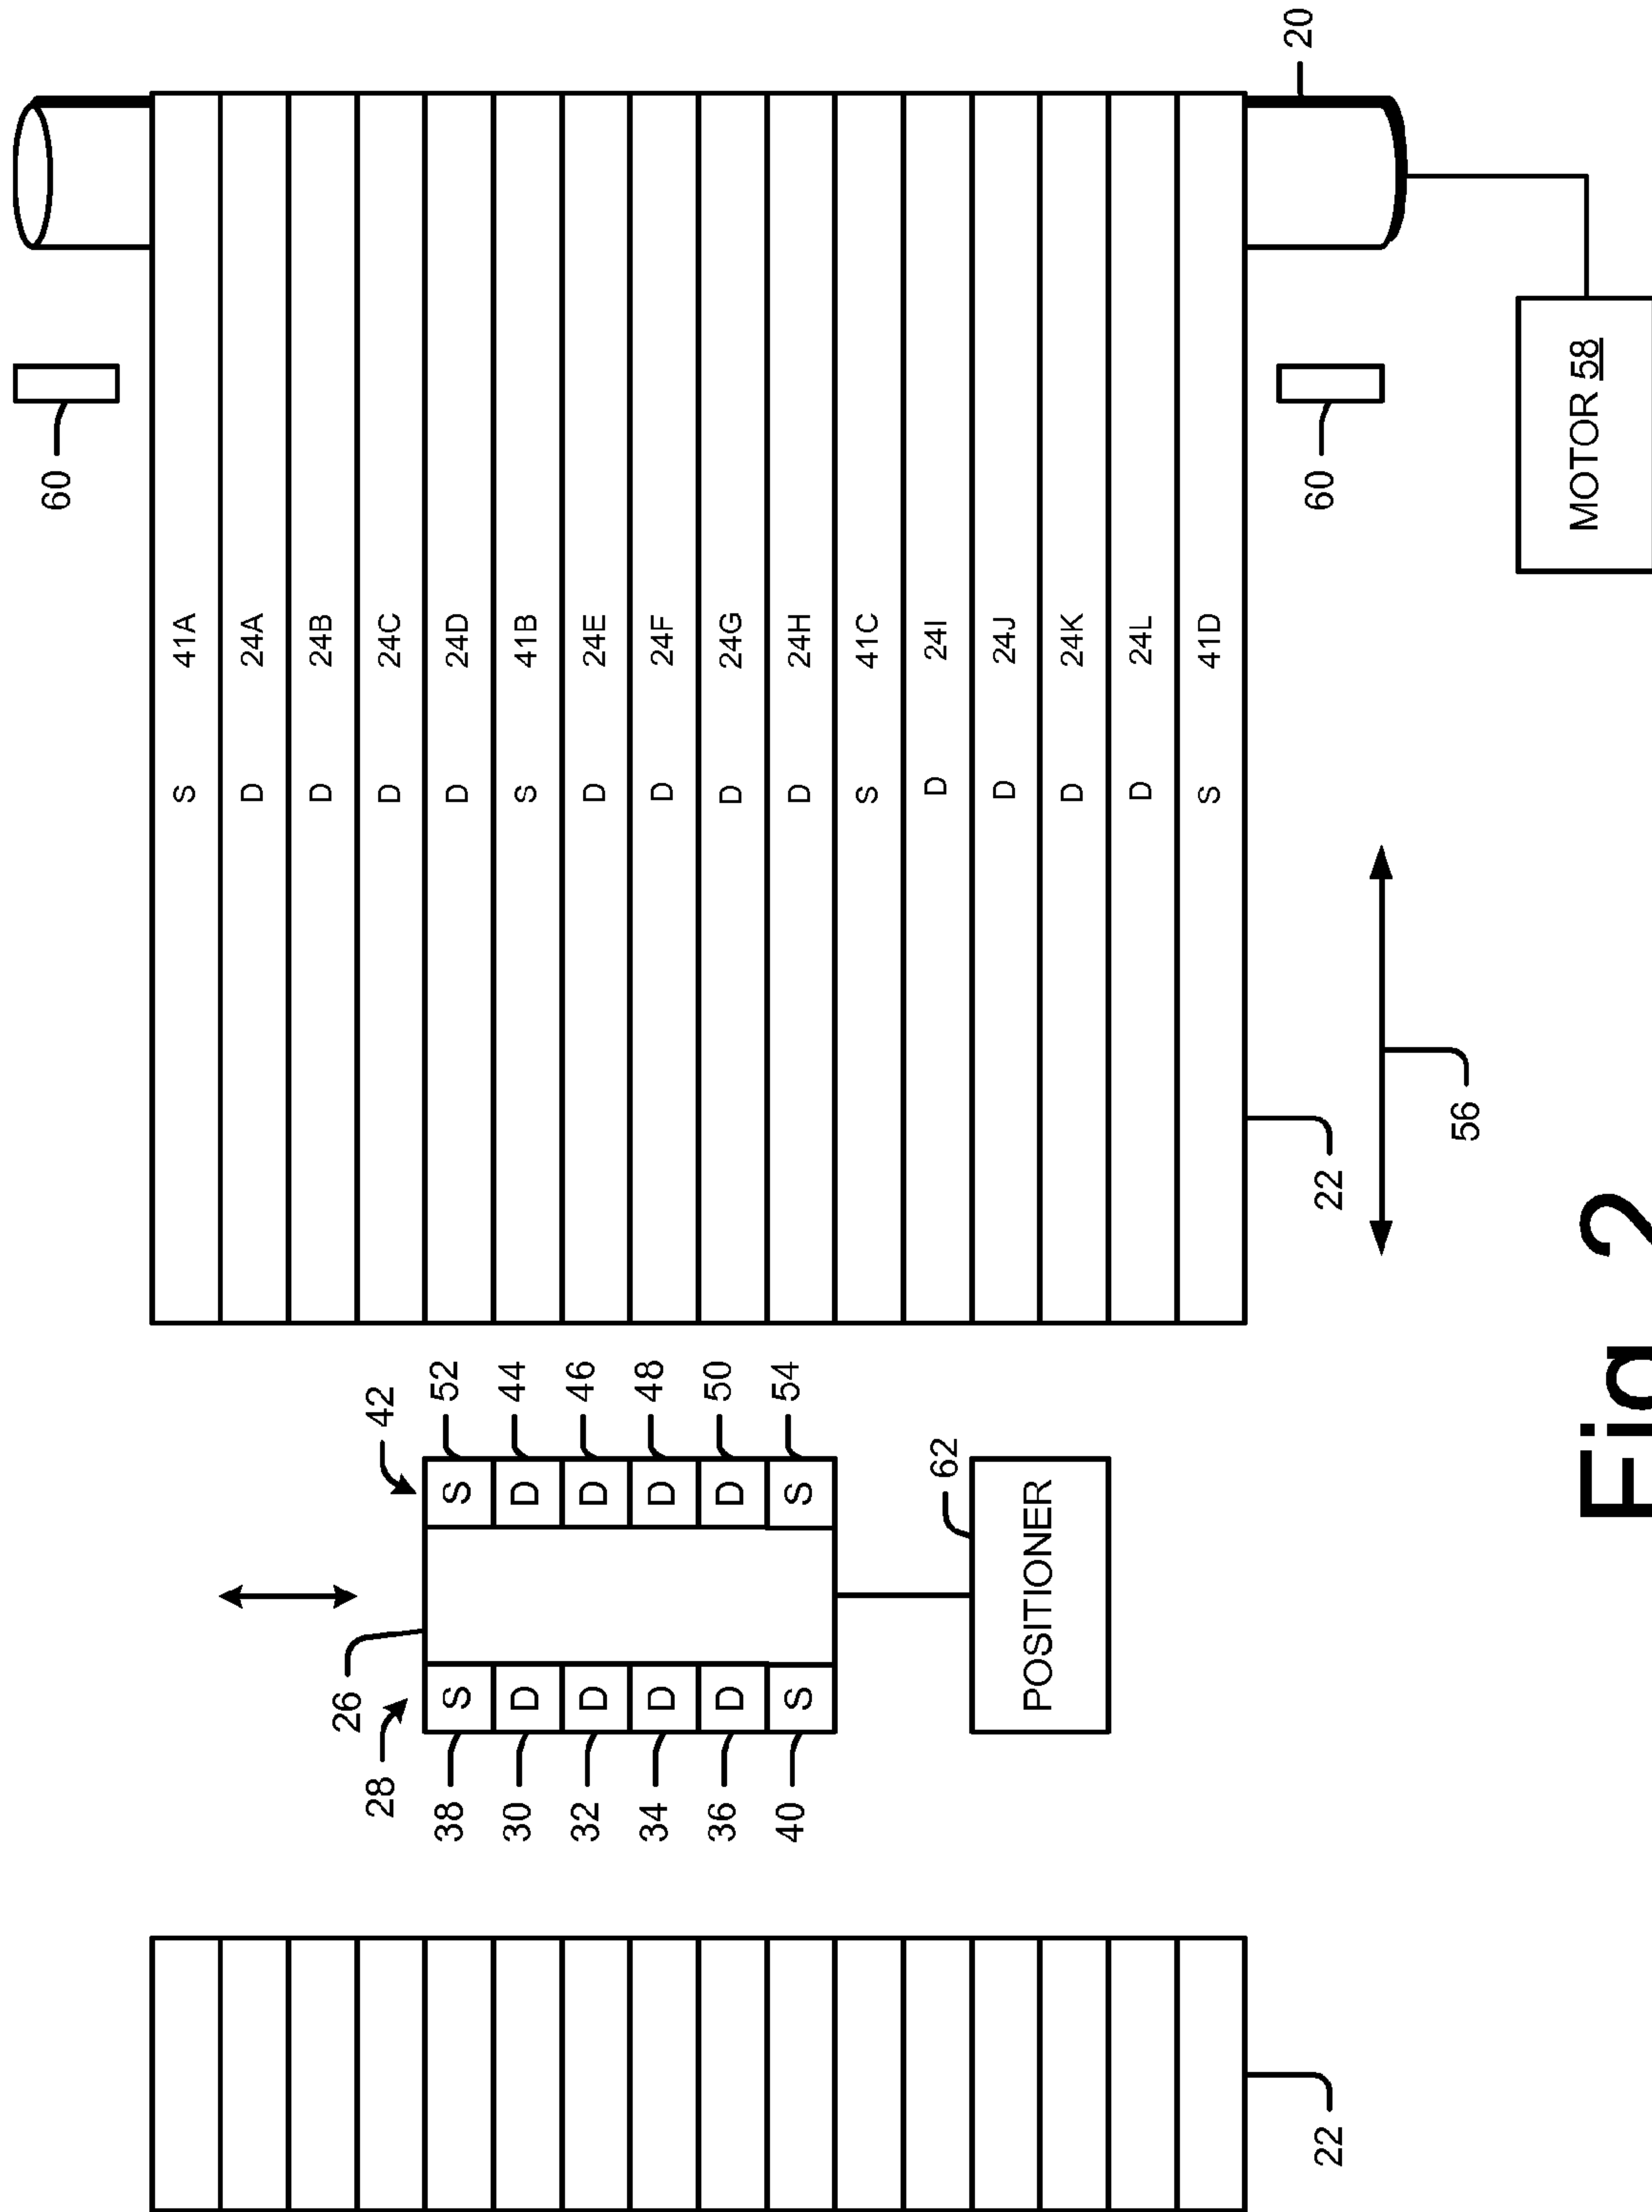 60
S 41A
D 24A
D 24B
26
28 42 D 24C
38 S S 52 D 24D
30 D D 44 S 41B
32 D D 46 D 24E
34 D D 48 D 24F
36 D D 50 D 24G
40 S S 54 D 24H
S 41C
62 D 24I
D 24J
POSITIONER D 24K
D 24L
S 41D
22 22 60 20
56
MOTOR 58
Fig 2